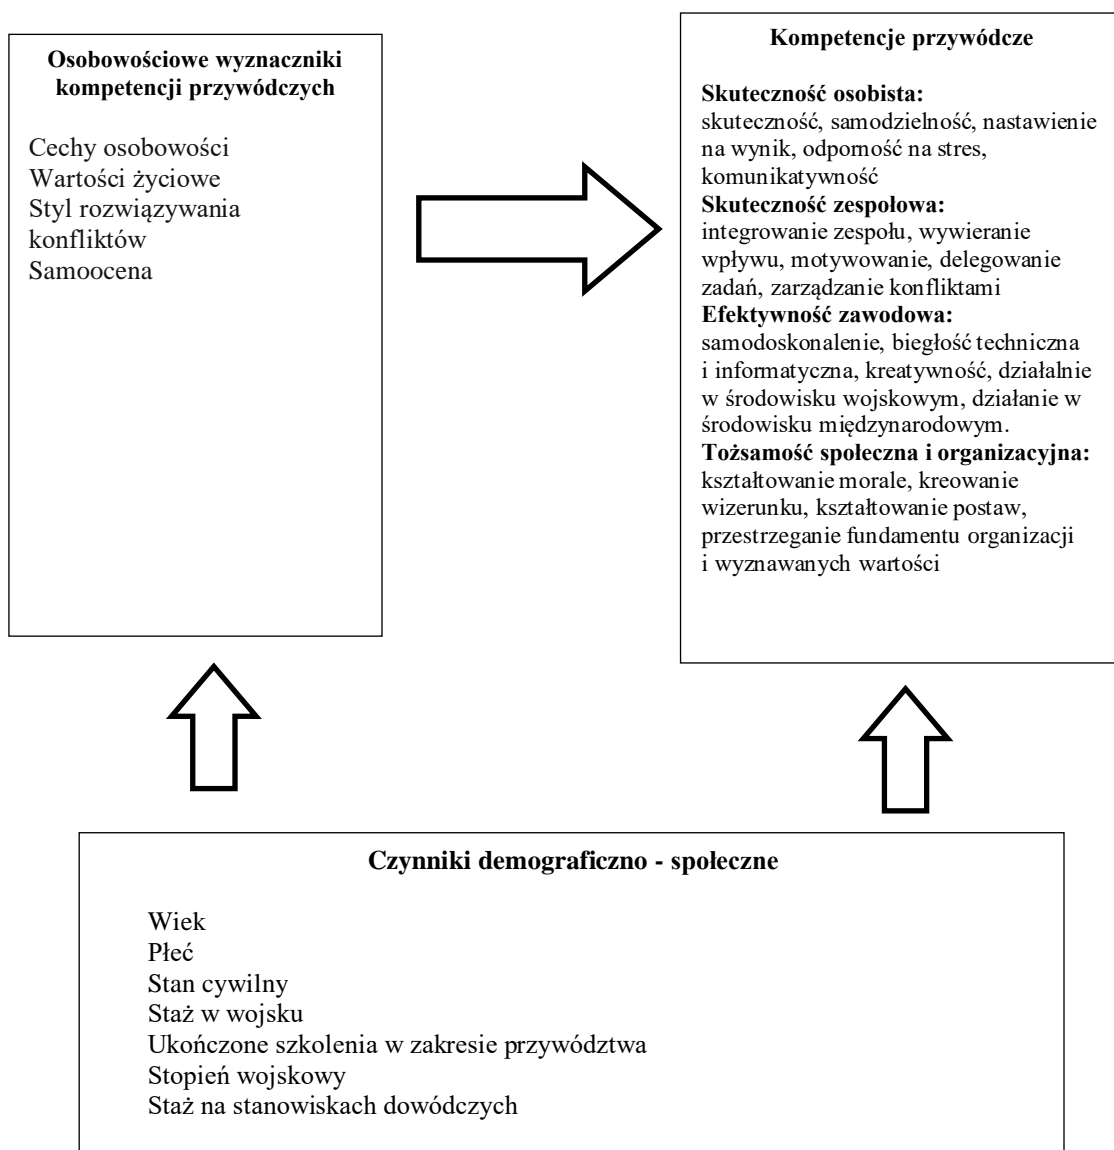 Osobowościowe wyznaczniki
kompetencji przywódczych
Cechy osobowości
Wartości życiowe
Styl rozwiązywania
konfliktów
Samoocena
Kompetencje przywódcze
Skuteczność osobista:
skuteczność, samodzielność, nastawienie
na wynik, odporność na stres,
komunikatywność
Skuteczność zespołowa:
integrowanie zespołu, wywieranie
wpływu, motywowanie, delegowanie
zadań, zarządzanie konfliktami
Efektywność zawodowa:
samodoskonalenie, biegłość techniczna
i informatyczna, kreatywność, działalnie
w środowisku wojskowym, działanie w
środowisku międzynarodowym.
Tożsamość społeczna i organizacyjna:
kształtowanie morale, kreowanie
wizerunku, kształtowanie postaw,
przestrzeganie fundamentu organizacji
i wyznawanych wartości
Czynniki demograficzno - społeczne
Wiek
Płeć
Stan cywilny
Staż w wojsku
Ukończone szkolenia w zakresie przywództwa
Stopień wojskowy
Staż na stanowiskach dowódczych